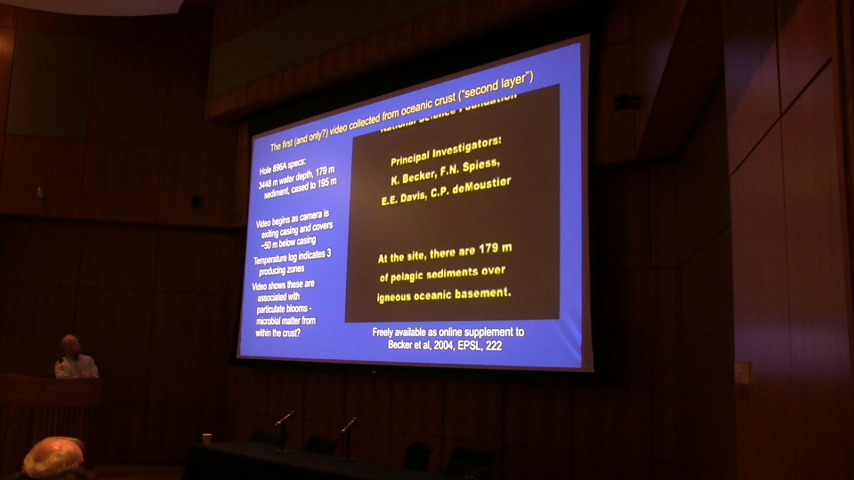 The first (and only?) video collected from oceanic crust ("second layer")
Hole 896A specs:
3448 m water depth, 179 m
sediment, cased to 195 m
Video begins as camera is
exiting casing and covers
~50 m below casing
Temperature log indicates 3
producing zones
Video shows these are
associated with
particulate blooms -
microbial matter from
within the crust?
National Science Foundation
Principal Investigators:
K. Becker, F.N. Spiess,
E.E. Davis, C.P. deMoustier
At the site, there are 179 m
of pelagic sediments over
igneous oceanic basement.
Freely available as online supplement to
Becker et al, 2004, EPSL, 222